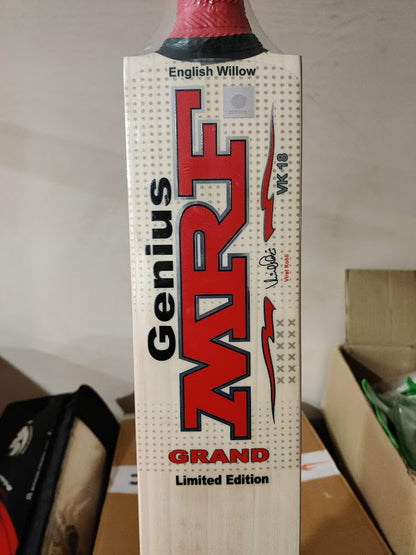 English Willow
Genius
MRF
VK 18
Virat Kohli
GRAND
Limited Edition